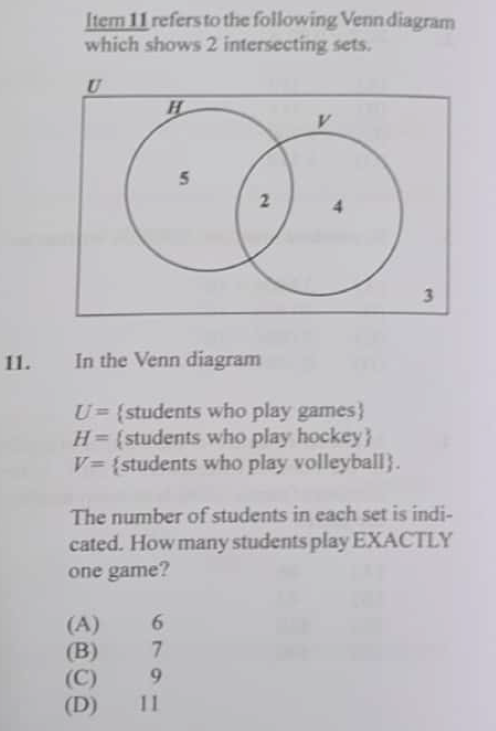 Item 11 refers to the following Venn diagram
which shows 2 intersecting sets.
U
H
V
5
2
4
3
11. In the Venn diagram
U = {students who play games}
H = {students who play hockey}
V = {students who play volleyball}.
The number of students in each set is indi-
cated. How many students play EXACTLY
one game?
(A) 6
(B) 7
(C) 9
(D) 11